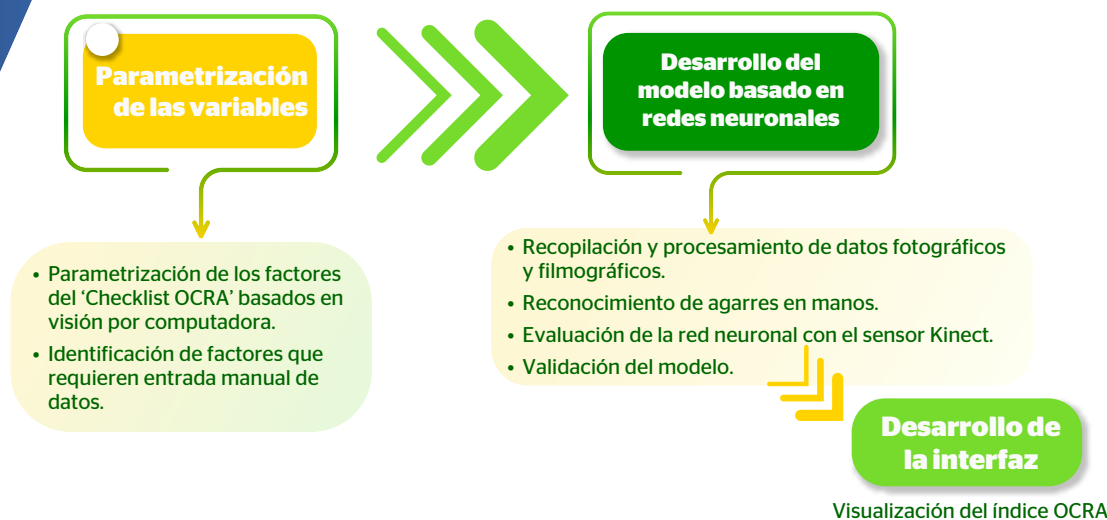 Parametrización
de las variables
• Parametrización de los factores
del ‘Checklist OCRA’ basados en
visión por computadora.
• Identificación de factores que
requieren entrada manual de
datos.
Desarrollo del
modelo basado en
redes neuronales
• Recopilación y procesamiento de datos fotográficos
y filmográficos.
• Reconocimiento de agarres en manos.
• Evaluación de la red neuronal con el sensor Kinect.
• Validación del modelo.
Desarrollo de
la interfaz
Visualización del índice OCRA